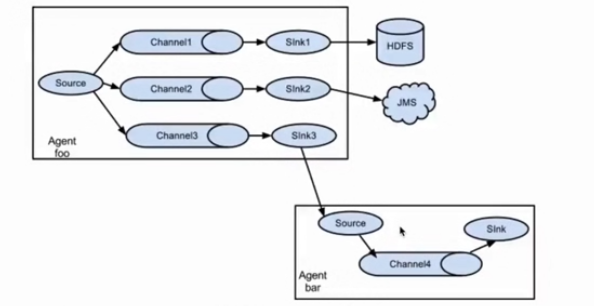 Channel1
SInk1
HDFS
Source
Channel2
SInk2
JMS
Channel3
SInk3
Agent
foo
Source
SInk
Channel4
Agent
bar